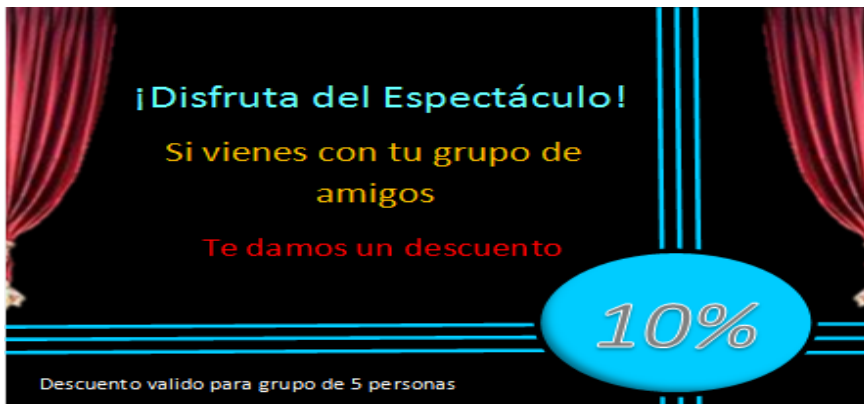 ¡Disfruta del Espectáculo!
Si vienes con tu grupo de
amigos
Te damos un descuento
10%
Descuento valido para grupo de 5 personas